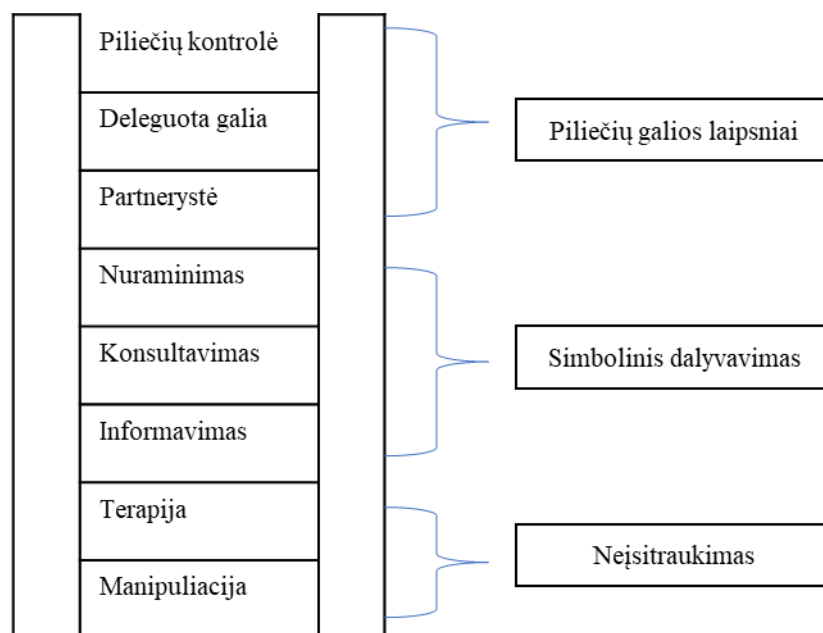 Piliečių kontrolė
Deleguota galia
Partnerystė
Piliečių galios laipsniai
Nuraminimas
Konsultavimas
Informavimas
Simbolinis dalyvavimas
Terapija
Manipuliacija
Neįsitraukimas